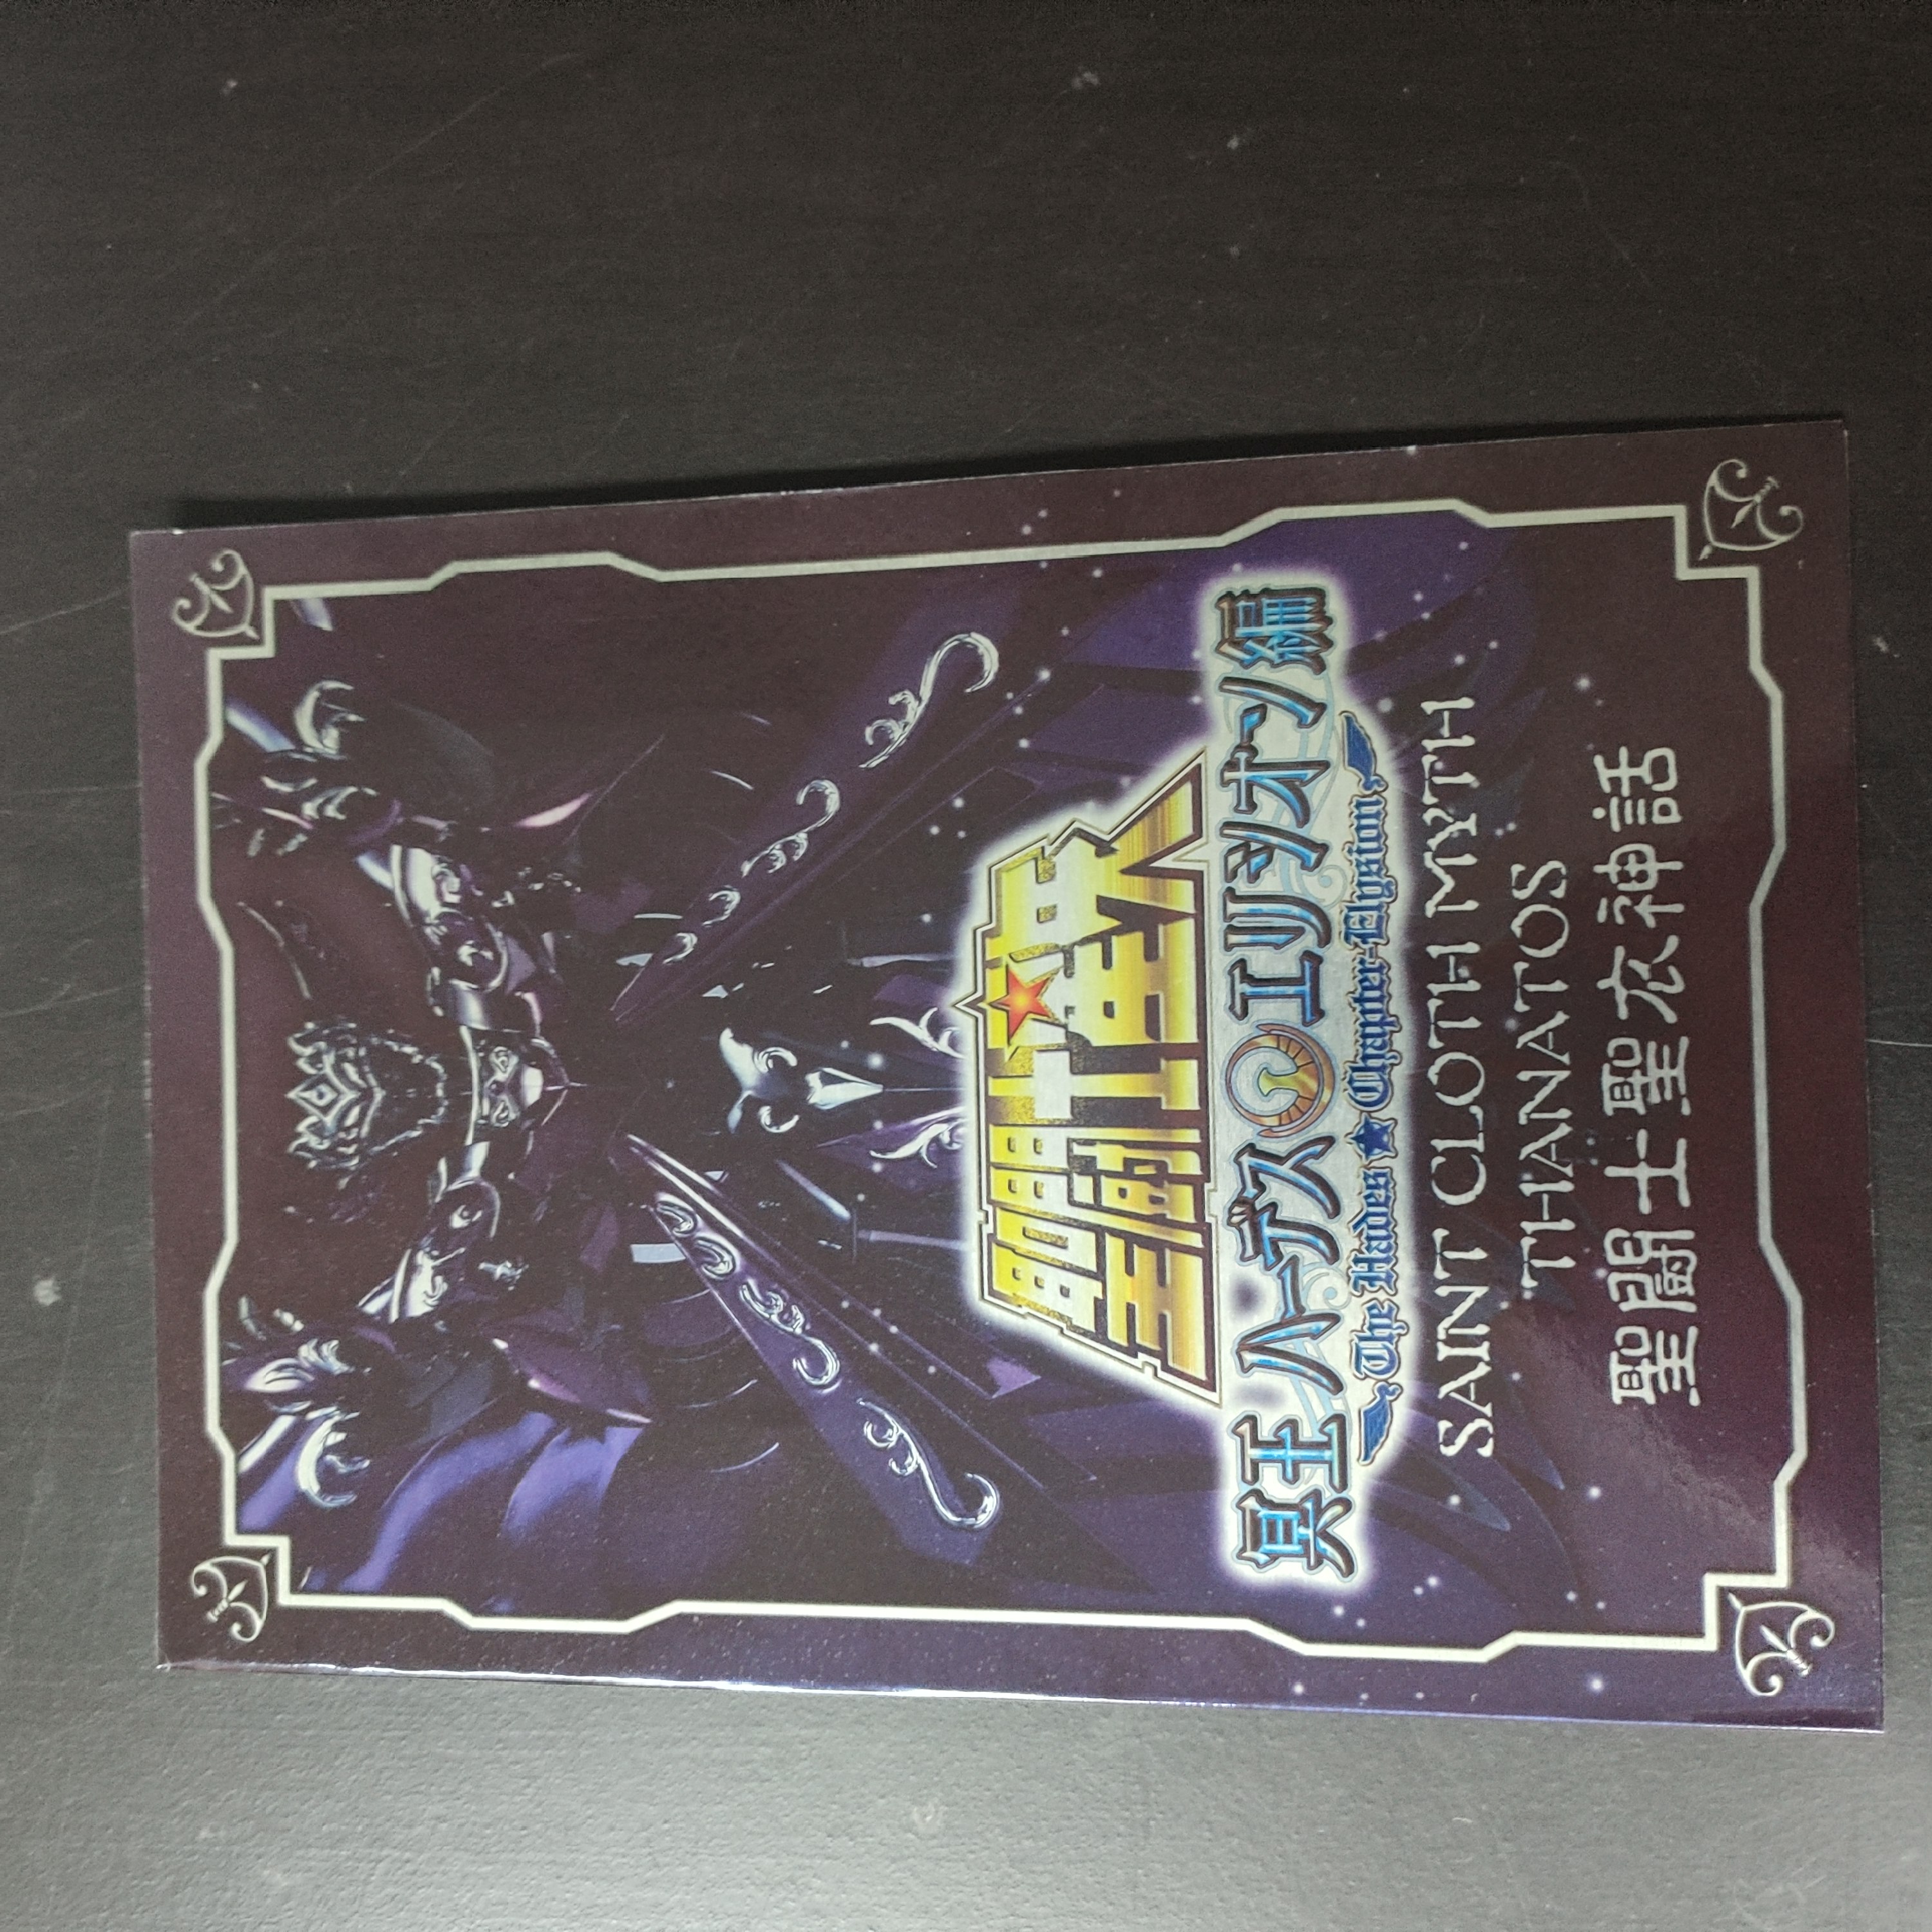 聖闘士星矢
冥王ハーデスエリシオン編
The Hades ★ Chapter-Elysion
SAINT CLOTH MYTH
THANATOS
聖闘士聖衣神話